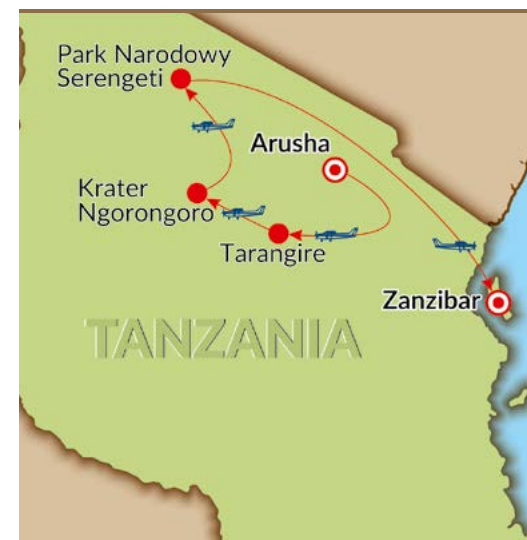 Park Narodowy
Serengeti
Arusha
Krater
Ngorongoro
Tarangire
Zanzibar
TANZANIA